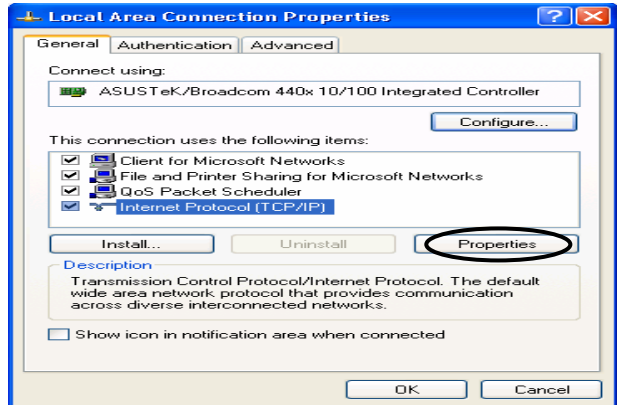 Local Area Connection Properties
General Authentication Advanced
Connect using:
ASUSTeK/Broadcom 440x 10/100 Integrated Controller
Configure...
This connection uses the following items:
Client for Microsoft Networks
File and Printer Sharing for Microsoft Networks
QoS Packet Scheduler
Internet Protocol (TCP/IP)
Install... Uninstall Properties
Description
Transmission Control Protocol/Internet Protocol. The default
wide area network protocol that provides communication
across diverse interconnected networks.
Show icon in notification area when connected
OK Cancel